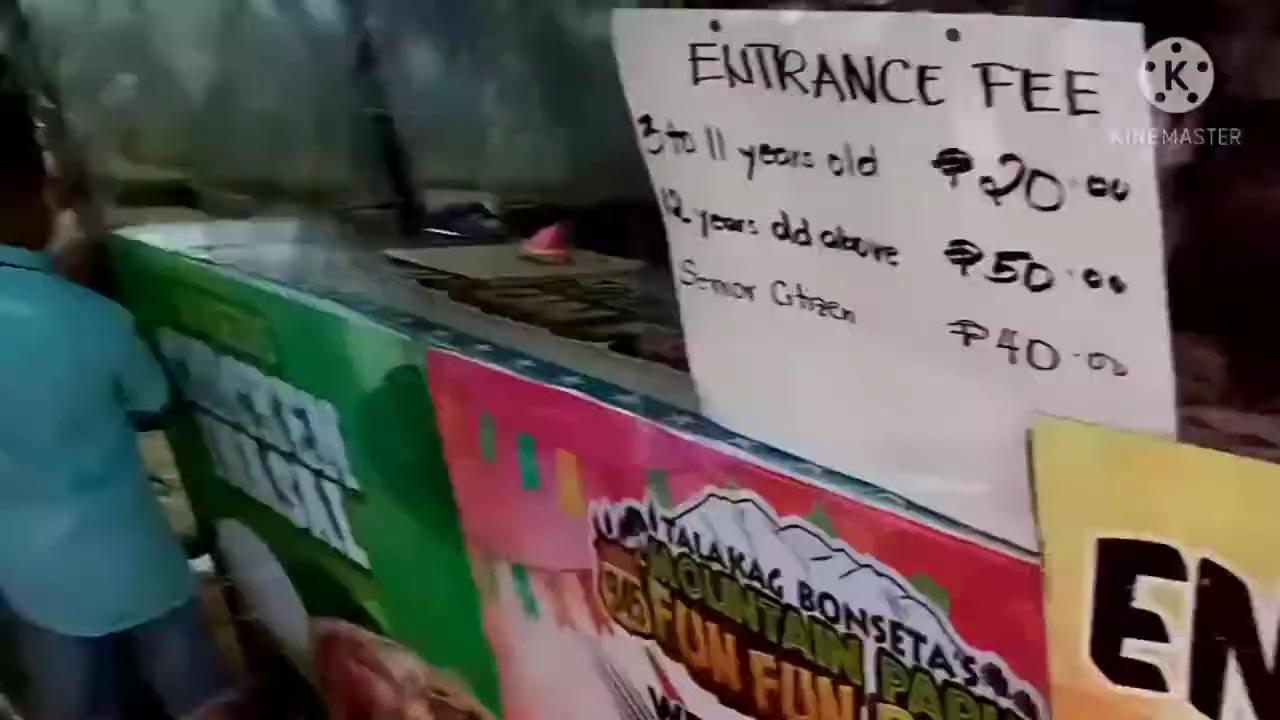 ENTRANCE FEE
3 to 11 years old ₱20.00
12 years old above ₱50.00
Senior Citizen ₱40.00
K
KINEMASTER
TALAKAG BONSETA'S
MOUNTAIN
FUN FUN
EN